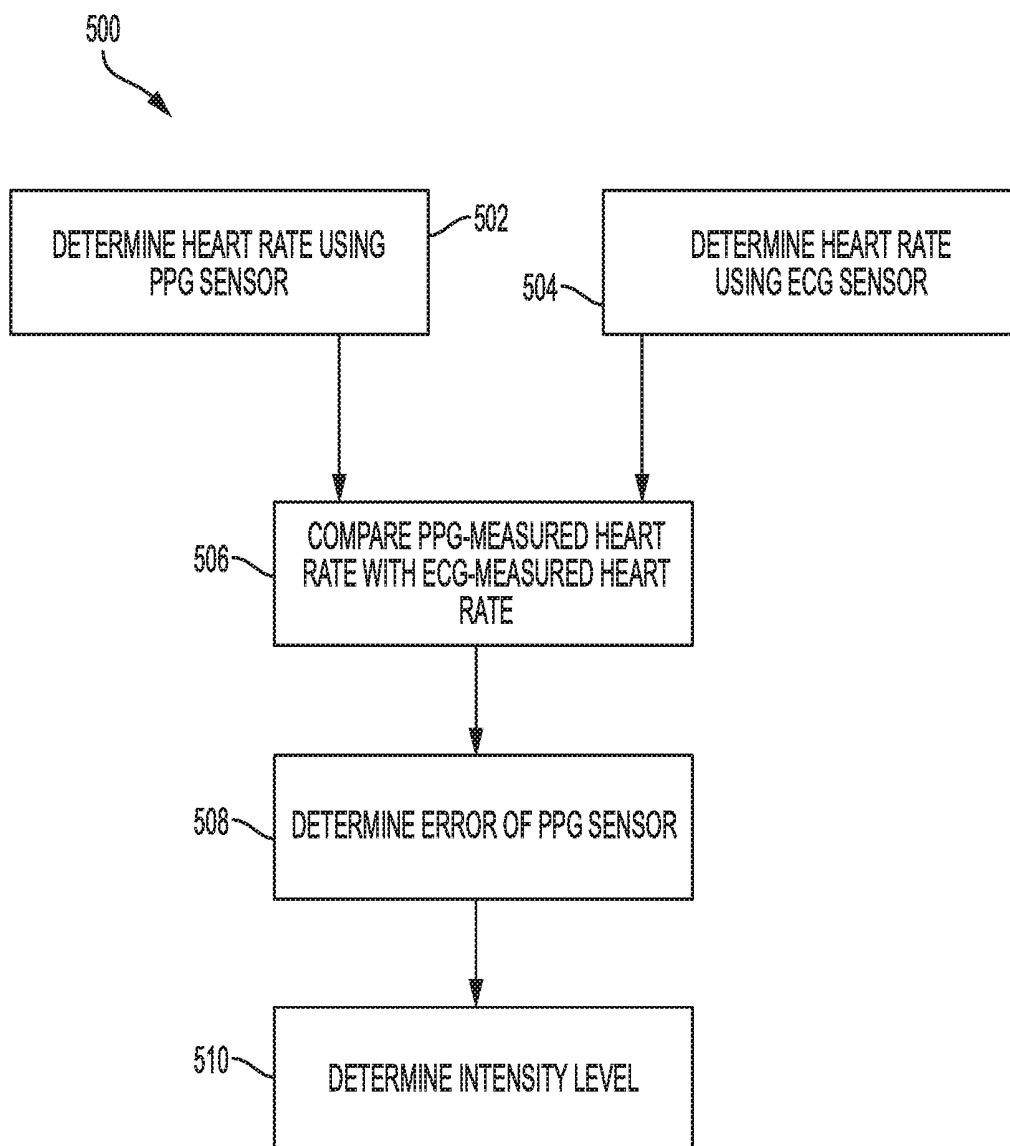 500
DETERMINE HEART RATE USING
PPG SENSOR
502
DETERMINE HEART RATE
USING ECG SENSOR
504
COMPARE PPG-MEASURED HEART
RATE WITH ECG-MEASURED HEART
RATE
506
DETERMINE ERROR OF PPG SENSOR
508
DETERMINE INTENSITY LEVEL
510